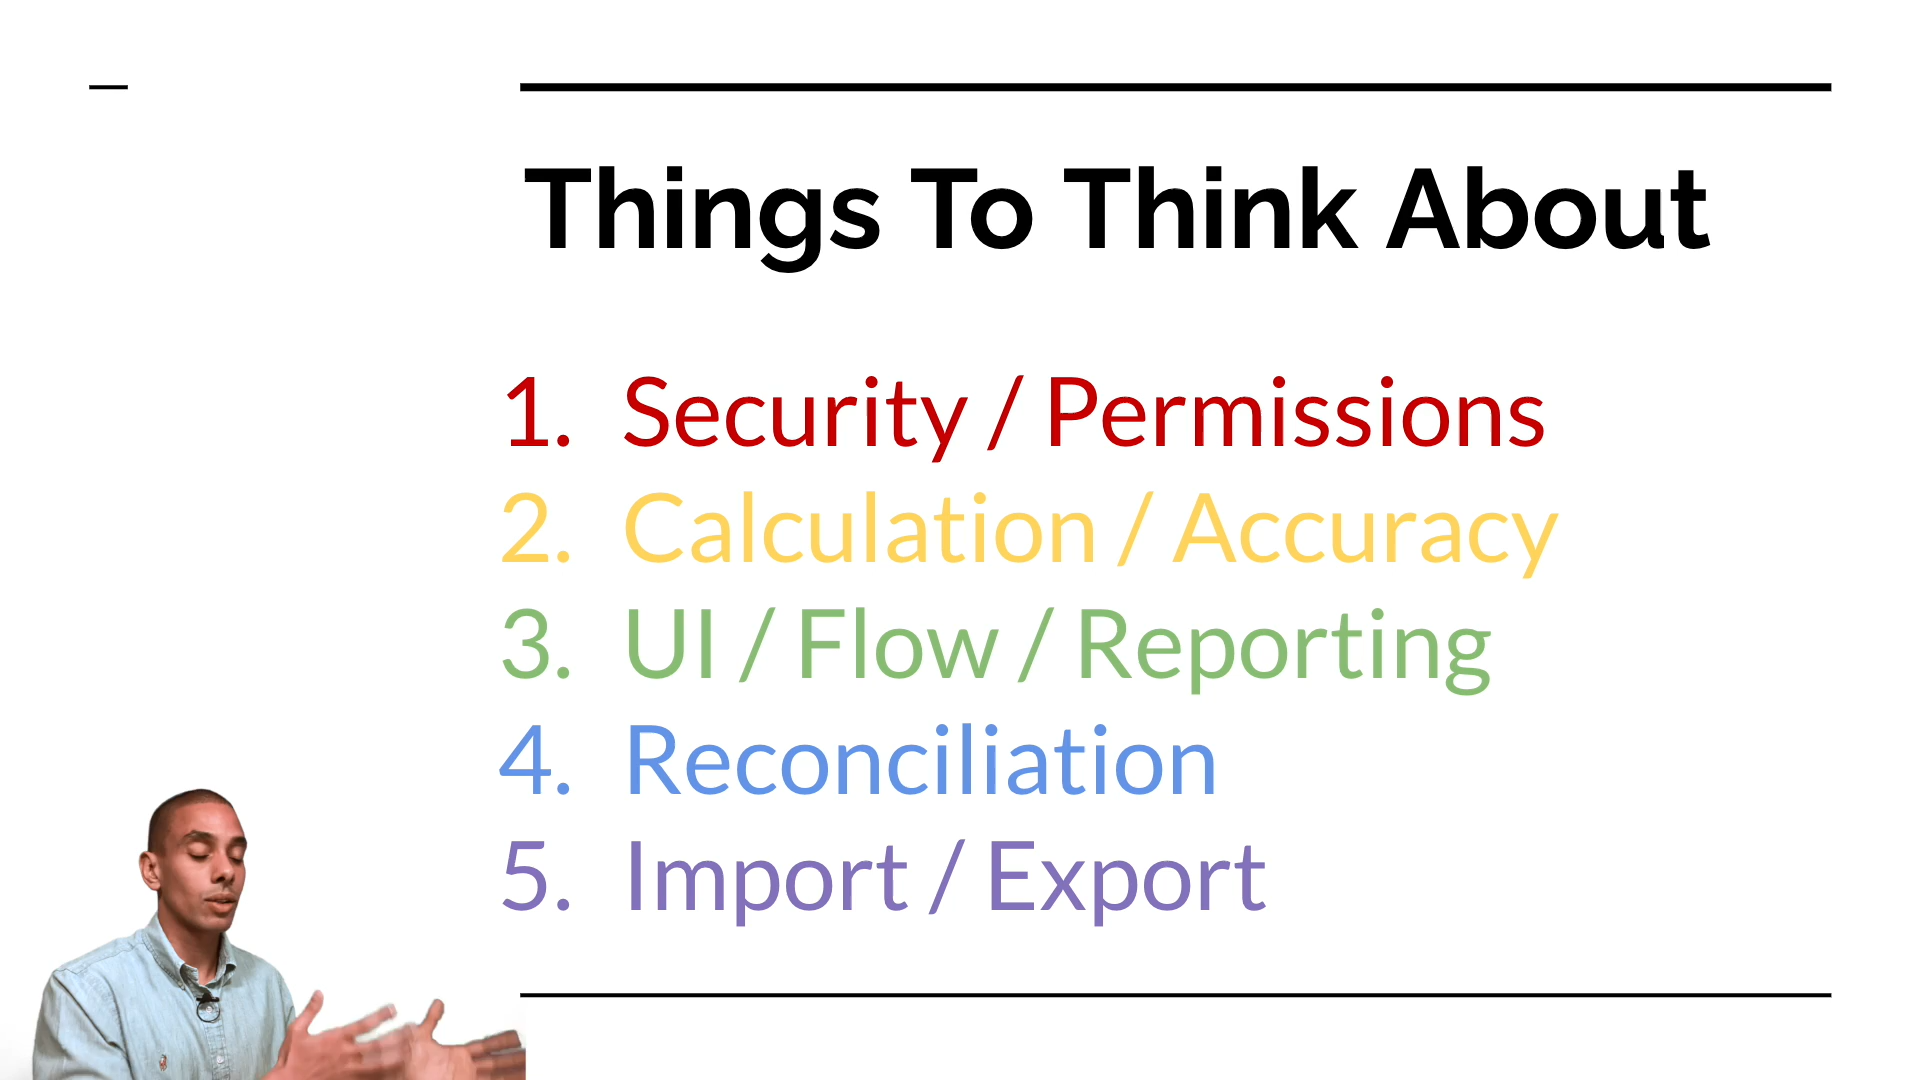 Things To Think About
1. Security / Permissions
2. Calculation / Accuracy
3. UI / Flow / Reporting
4. Reconciliation
5. Import / Export